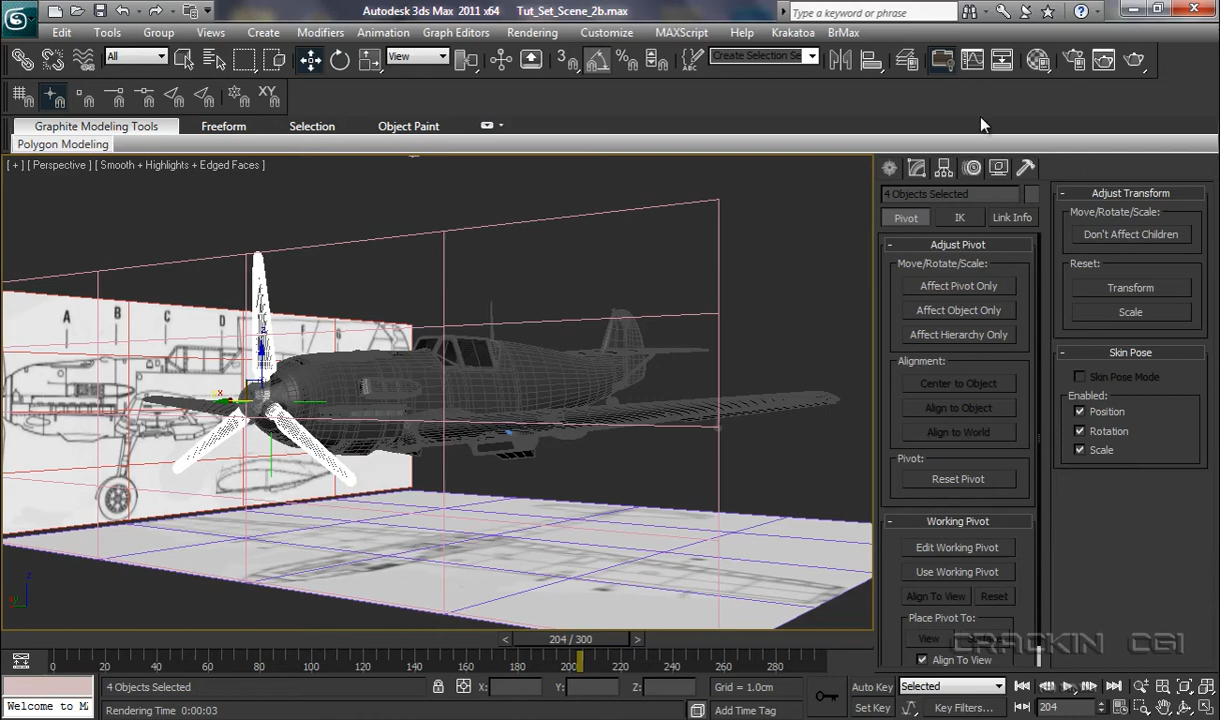 Autodesk 3ds Max 2011 x64 Tut_Set_Scene_2b.max
Type a keyword or phrase
Edit Tools Group Views Create Modifiers Animation Graph Editors Rendering Customize MAXScript Help Krakatoa BrMax
All View 3 Create Selection Se
XY
Graphite Modeling Tools Freeform Selection Object Paint
Polygon Modeling
[ + ] [ Perspective ] [ Smooth + Highlights + Edged Faces ]
A B C D
4 Objects Selected
Pivot IK Link Info
- Adjust Pivot
Move/Rotate/Scale:
Affect Pivot Only
Affect Object Only
Affect Hierarchy Only
Alignment:
Center to Object
Align to Object
Align to World
Pivot:
Reset Pivot
- Working Pivot
Edit Working Pivot
Use Working Pivot
Align To View Reset
Place Pivot To:
View
Align To View
- Adjust Transform
Move/Rotate/Scale:
Don't Affect Children
Reset:
Transform
Scale
- Skin Pose
Skin Pose Mode
Enabled:
Position
Rotation
Scale
CRACKIN CGI
z
x
z
< 204 / 300 >
0 20 40 60 80 100 120 140 160 180 200 220 240 260 280
4 Objects Selected X: Y: Z: Grid = 1.0cm Auto Key Selected
Welcome to MA Rendering Time 0:00:03 Add Time Tag Set Key Key Filters... 204